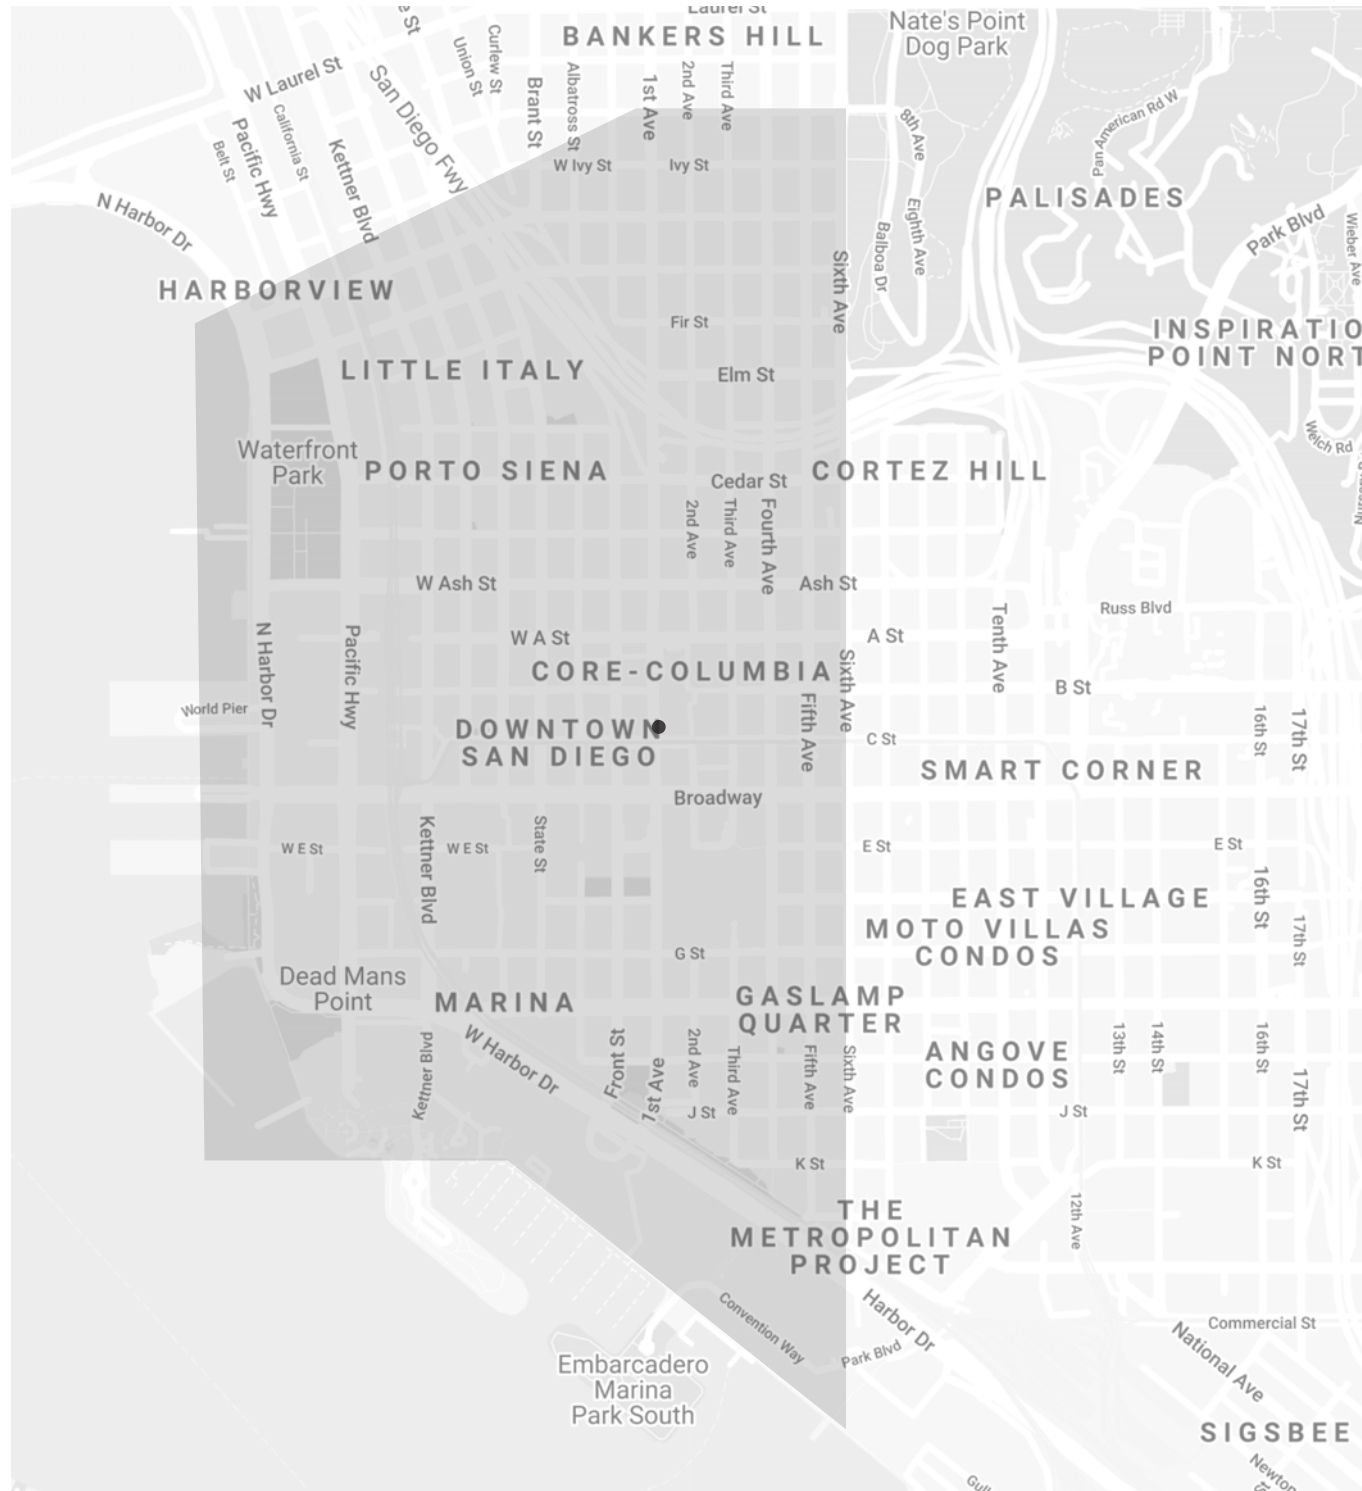 Laurel St
Nate's Point
Dog Park
BANKERS HILL
W Laurel St
San Diego Fwy
Union St
Curlew St
Brant St
Albatross St
1st Ave
2nd Ave
Third Ave
8th Ave
Pan American Rd W
Belt St
Pacific Hwy
California St
Kettner Blvd
W Ivy St
Ivy St
PALISADES
N Harbor Dr
Balboa Dr
Eighth Ave
Park Blvd
Wieber Ave
Sixth Ave
HARBORVIEW
Fir St
INSPIRATIO
POINT NORT
LITTLE ITALY
Elm St
Welch Rd
Waterfront
Park
PORTO SIENA
CORTEZ HILL
Cedar St
2nd Ave
Third Ave
Fourth Ave
W Ash St
Ash St
Russ Blvd
N Harbor Dr
Pacific Hwy
W A St
A St
Tenth Ave
CORE-COLUMBIA
Sixth Ave
B St
World Pier
DOWNTOWN
SAN DIEGO
Fifth Ave
C St
16th St
17th St
SMART CORNER
Broadway
W E St
Kettner Blvd
W E St
State St
E St
E St
EAST VILLAGE
16th St
MOTO VILLAS
CONDOS
17th St
G St
Dead Mans
Point
MARINA
GASLAMP
QUARTER
Kettner Blvd
W Harbor Dr
Front St
1st Ave
2nd Ave
Third Ave
Fifth Ave
Sixth Ave
ANGOVE
CONDOS
13th St
14th St
16th St
17th St
J St
J St
K St
K St
THE
METROPOLITAN
PROJECT
12th Ave
Convention Way
Harbor Dr
Park Blvd
Commercial St
National Ave
Embarcadero
Marina
Park South
SIGSBEE
Newton